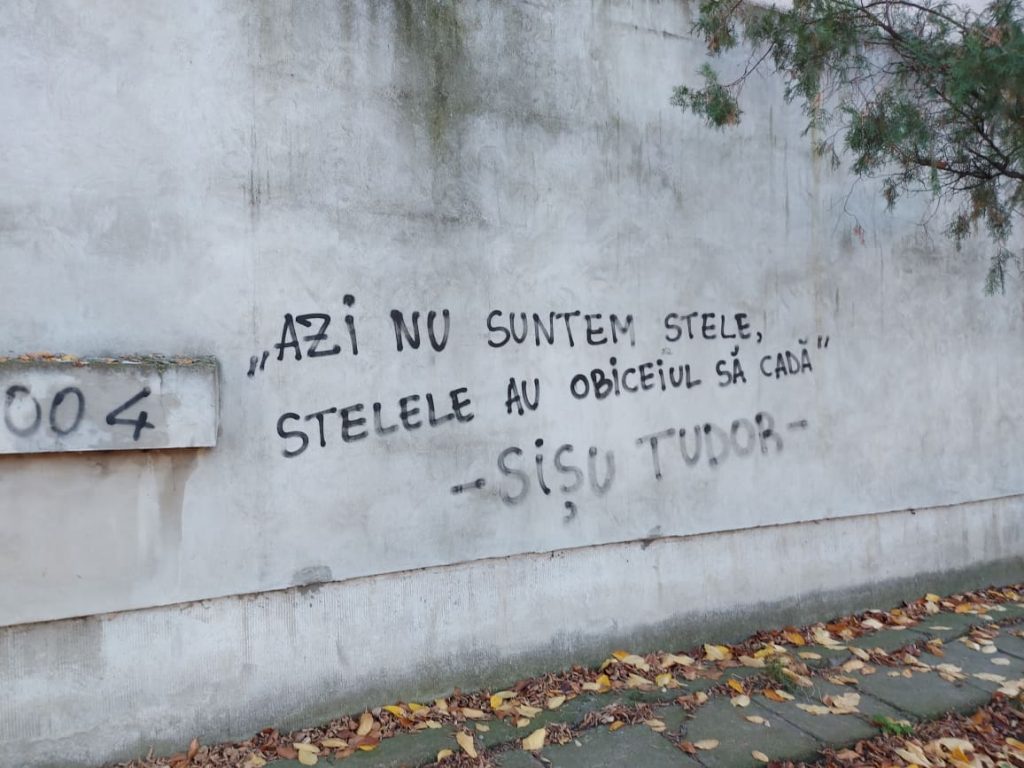 004
„AZi NU SUNTEM STELE,
STELELE AU OBiCEiUL SĂ CADĂ"
-SiȘU TUDOR-